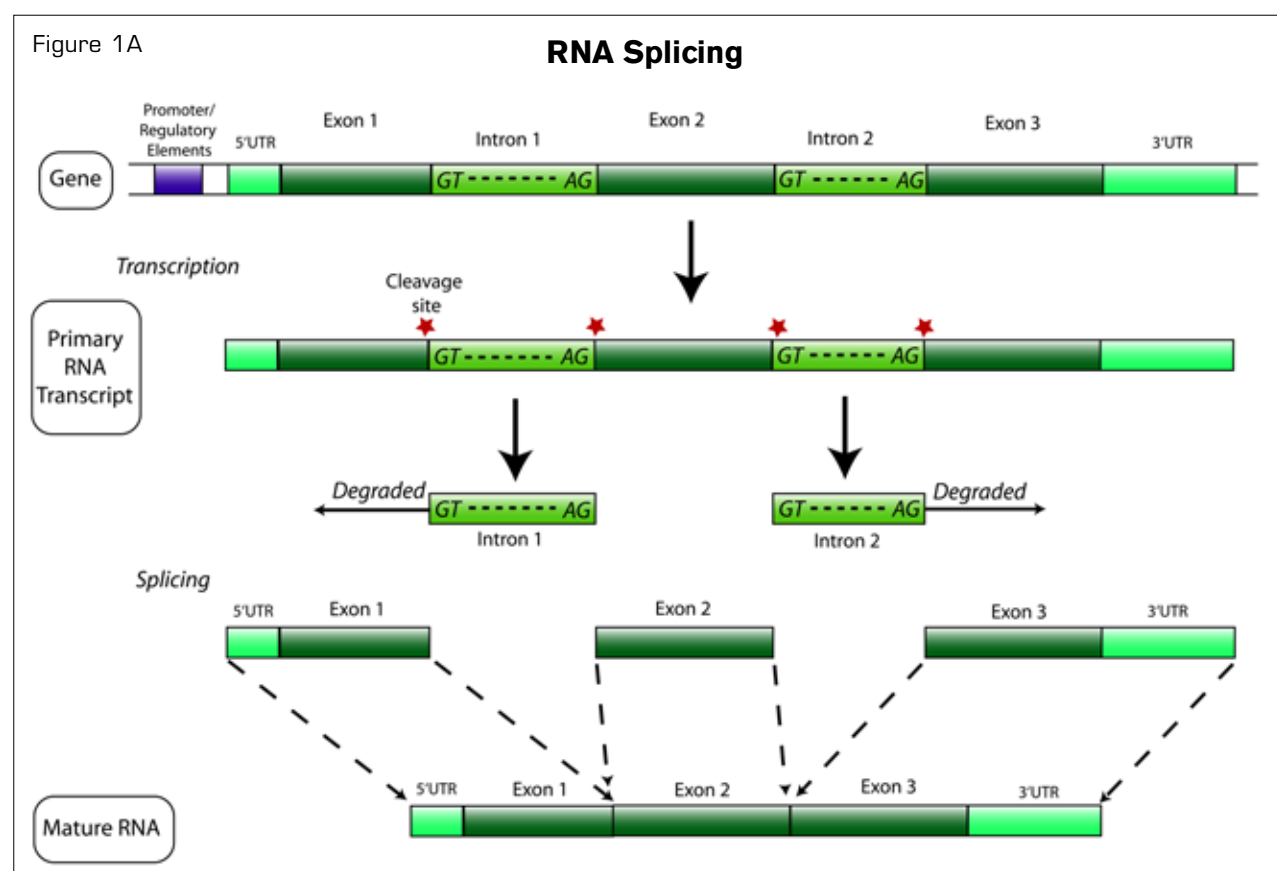 Figure 1A
RNA Splicing
Promoter/
Regulatory
Elements
5'UTR
Exon 1
Intron 1
Exon 2
Intron 2
Exon 3
3'UTR
Gene
GT ------- AG
GT ------ AG
Transcription
Cleavage
site
Primary
RNA
Transcript
GT ------- AG
GT ------ AG
Degraded
GT ------- AG
Intron 1
GT ------ AG
Intron 2
Degraded
Splicing
5'UTR
Exon 1
Exon 2
Exon 3
3'UTR
5'UTR
Exon 1
Exon 2
Exon 3
3'UTR
Mature RNA